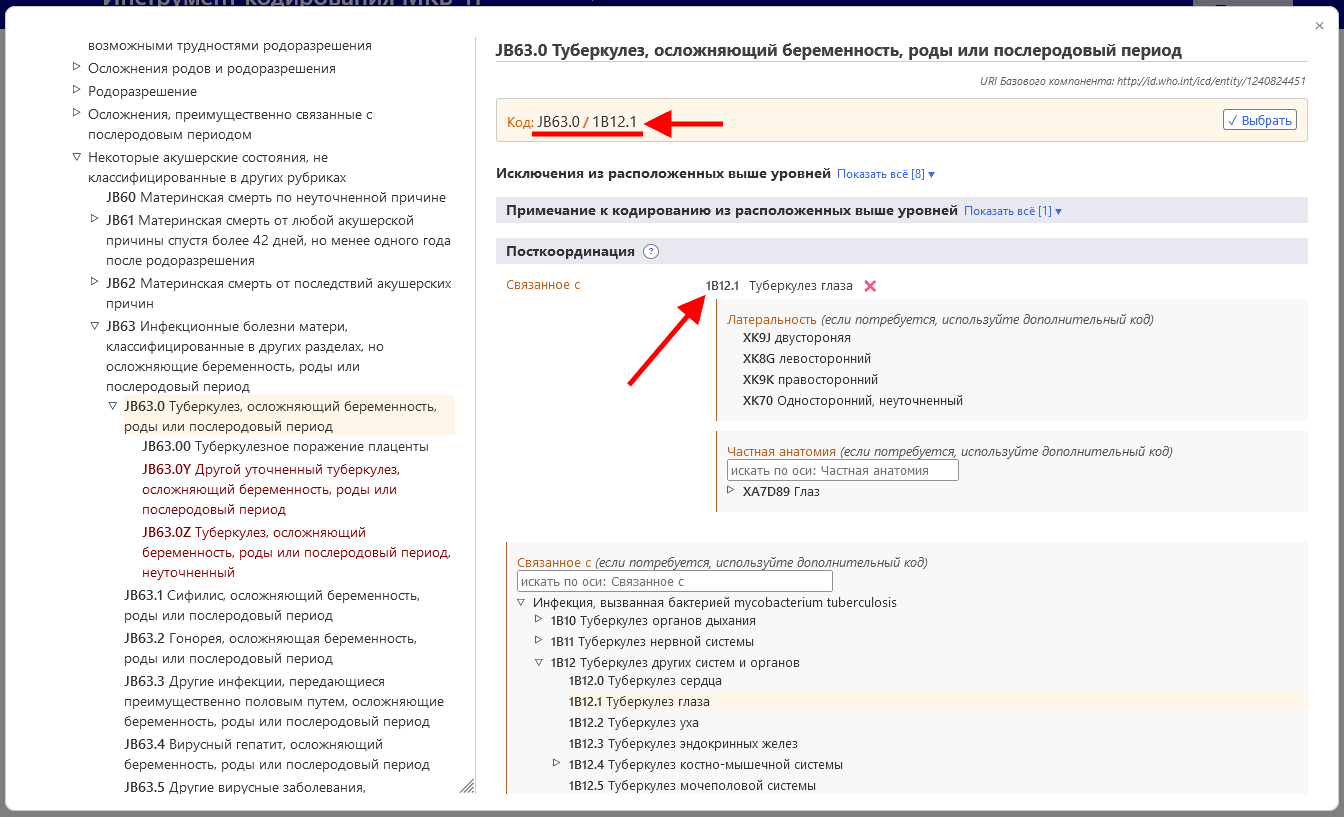 Инструмент кодирования МКБ-11
×
возможными трудностями родоразрешения
Осложнения родов и родоразрешения
Родоразрешение
Осложнения, преимущественно связанные с
послеродовым периодом
Некоторые акушерские состояния, не
классифицированные в других рубриках
JB60 Материнская смерть по неуточненной причине
JB61 Материнская смерть от любой акушерской
причины спустя более 42 дней, но менее одного года
после родоразрешения
JB62 Материнская смерть от последствий акушерских
причин
JB63 Инфекционные болезни матери,
классифицированные в других разделах, но
осложняющие беременность, роды или
послеродовый период
JB63.0 Туберкулез, осложняющий беременность,
роды или послеродовый период
JB63.00 Туберкулезное поражение плаценты
JB63.0Y Другой уточненный туберкулез,
осложняющий беременность, роды или
послеродовый период
JB63.0Z Туберкулез, осложняющий
беременность, роды или послеродовый период,
неуточненный
JB63.1 Сифилис, осложняющий беременность,
роды или послеродовый период
JB63.2 Гонорея, осложняющая беременность,
роды или послеродовый период
JB63.3 Другие инфекции, передающиеся
преимущественно половым путем, осложняющие
беременность, роды или послеродовый период
JB63.4 Вирусный гепатит, осложняющий
беременность, роды или послеродовый период
JB63.5 Другие вирусные заболевания,
JB63.0 Туберкулез, осложняющий беременность, роды или послеродовый период
URI Базового компонента: http://id.who.int/icd/entity/1240824451
Код: JB63.0 / 1B12.1
✓ Выбрать
Исключения из расположенных выше уровней Показать всё [8] ▾
Примечание к кодированию из расположенных выше уровней Показать всё [1] ▾
Посткоординация ?
Связанное с 1B12.1 Туберкулез глаза
Латеральность (если потребуется, используйте дополнительный код)
XK9J двустороняя
XK8G левосторонний
XK9K правосторонний
XK70 Односторонний, неуточненный
Частная анатомия (если потребуется, используйте дополнительный код)
искать по оси: Частная анатомия
XA7D89 Глаз
Связанное с (если потребуется, используйте дополнительный код)
искать по оси: Связанное с
Инфекция, вызванная бактерией mycobacterium tuberculosis
1B10 Туберкулез органов дыхания
1B11 Туберкулез нервной системы
1B12 Туберкулез других систем и органов
1B12.0 Туберкулез сердца
1B12.1 Туберкулез глаза
1B12.2 Туберкулез уха
1B12.3 Туберкулез эндокринных желез
1B12.4 Туберкулез костно-мышечной системы
1B12.5 Туберкулез мочеполовой системы